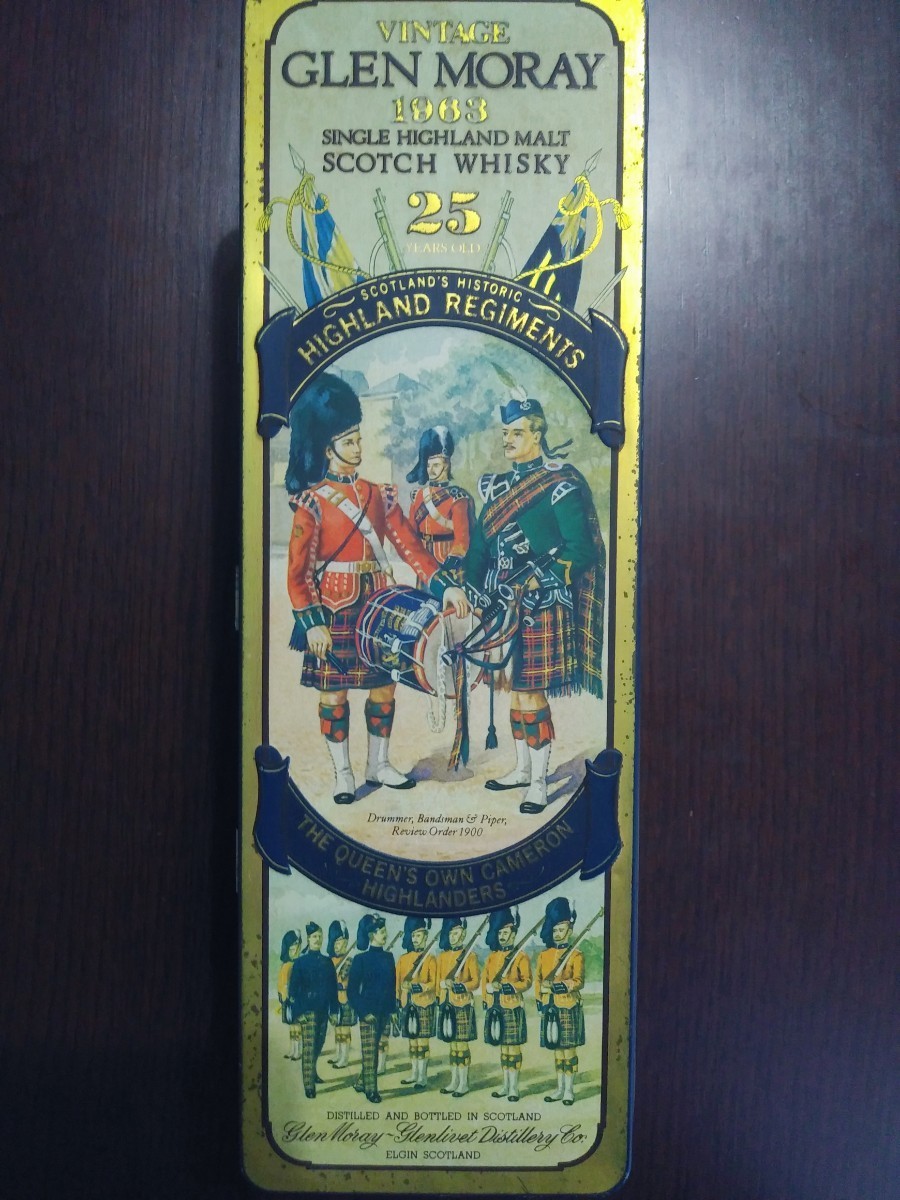 VINTAGE
GLEN MORAY
1963
SINGLE HIGHLAND MALT
SCOTCH WHISKY
25
YEARS OLD
SCOTLAND'S HISTORIC
HIGHLAND REGIMENTS
Drummer, Bandsman & Piper,
Review Order 1900
THE QUEEN'S OWN CAMERON
HIGHLANDERS
DISTILLED AND BOTTLED IN SCOTLAND
Glen Moray~Glenlivet Distillery Co.
ELGIN SCOTLAND